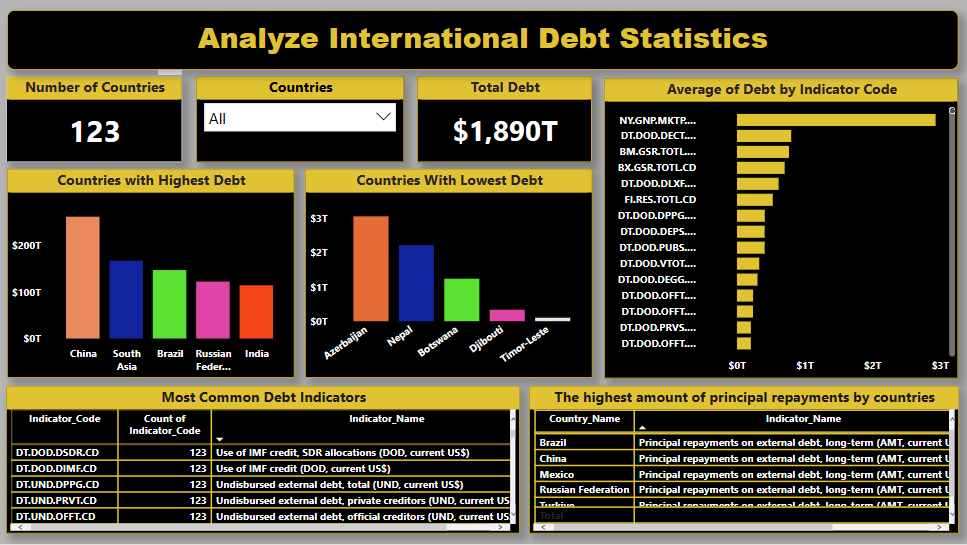 Analyze International Debt Statistics
Number of Countries
123
Countries
All
Total Debt
$1,890T
Average of Debt by Indicator Code
NY.GNP.MKTP....
DT.DOD.DECT....
BM.GSR.TOTL....
BX.GSR.TOTL.CD
DT.DOD.DLXF....
FI.RES.TOTL.CD
DT.DOD.DPPG....
DT.DOD.DEPS....
DT.DOD.PUBS....
DT.DOD.VTOT....
DT.DOD.DEGG....
DT.DOD.OFFT....
DT.DOD.OFFT....
DT.DOD.PRVS....
DT.DOD.OFFT....
$0T $1T $2T $3T
Countries with Highest Debt
$200T
$100T
$0T
China South Asia Brazil Russian Feder... India
Countries With Lowest Debt
$3T
$2T
$1T
$0T
Azerbaijan Nepal Botswana Djibouti Timor-Leste
Most Common Debt Indicators
Indicator_Code Count of Indicator_Code Indicator_Name
DT.DOD.DSDR.CD 123 Use of IMF credit, SDR allocations (DOD, current US$)
DT.DOD.DIMF.CD 123 Use of IMF credit (DOD, current US$)
DT.UND.DPPG.CD 123 Undisbursed external debt, total (UND, current US$)
DT.UND.PRVT.CD 123 Undisbursed external debt, private creditors (UND, current US
DT.UND.OFFT.CD 123 Undisbursed external debt, official creditors (UND, current US
The highest amount of principal repayments by countries
Country_Name Indicator_Name
Brazil Principal repayments on external debt, long-term (AMT, current U
China Principal repayments on external debt, long-term (AMT, current U
Mexico Principal repayments on external debt, long-term (AMT, current U
Russian Federation Principal repayments on external debt, long-term (AMT, current U
Turkiye Principal repayments on external debt, long-term (AMT, current U
Total